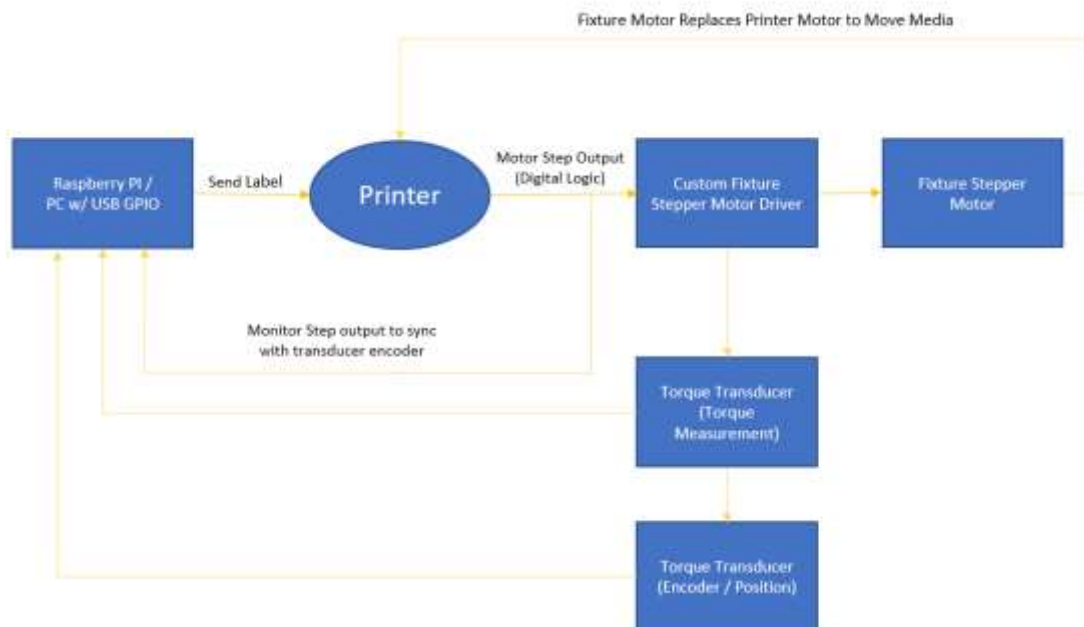 Fixture Motor Replaces Printer Motor to Move Media
Raspberry PI /
PC w/ USB GPIO
Send Label
Printer
Motor Step Output
(Digital Logic)
Custom Fixture
Stepper Motor Driver
Fixture Stepper
Motor
Monitor Step output to sync
with transducer encoder
Torque Transducer
(Torque
Measurement)
Torque Transducer
(Encoder / Position)